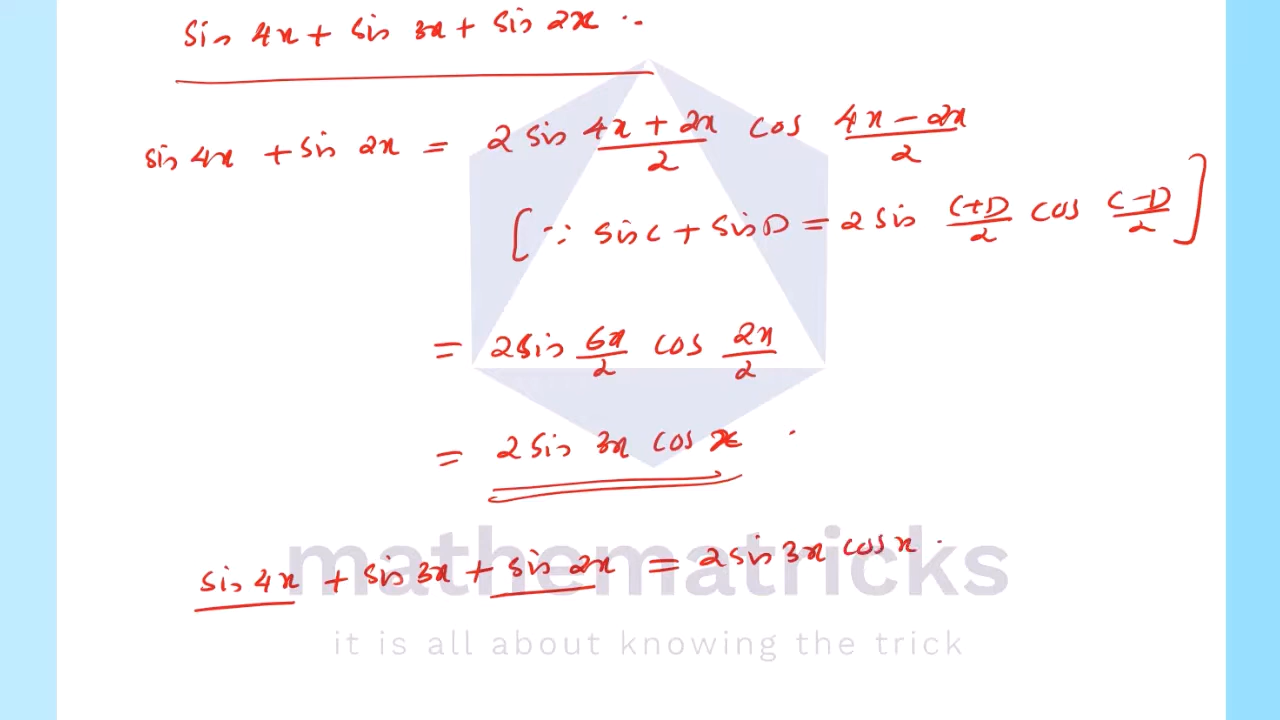 sin 4x + sin 3x + sin 2x ..
sin 4x + sin 2x = 2 sin (4x + 2x)/2 cos (4x - 2x)/2
[∵ sin C + sin D = 2 sin (C+D)/2 cos (C-D)/2]
= 2 sin 6x/2 cos 2x/2
= 2 sin 3x cos x .
sin 4x + sin 3x + sin 2x = 2 sin 3x cos x .
mathematricks
it is all about knowing the trick